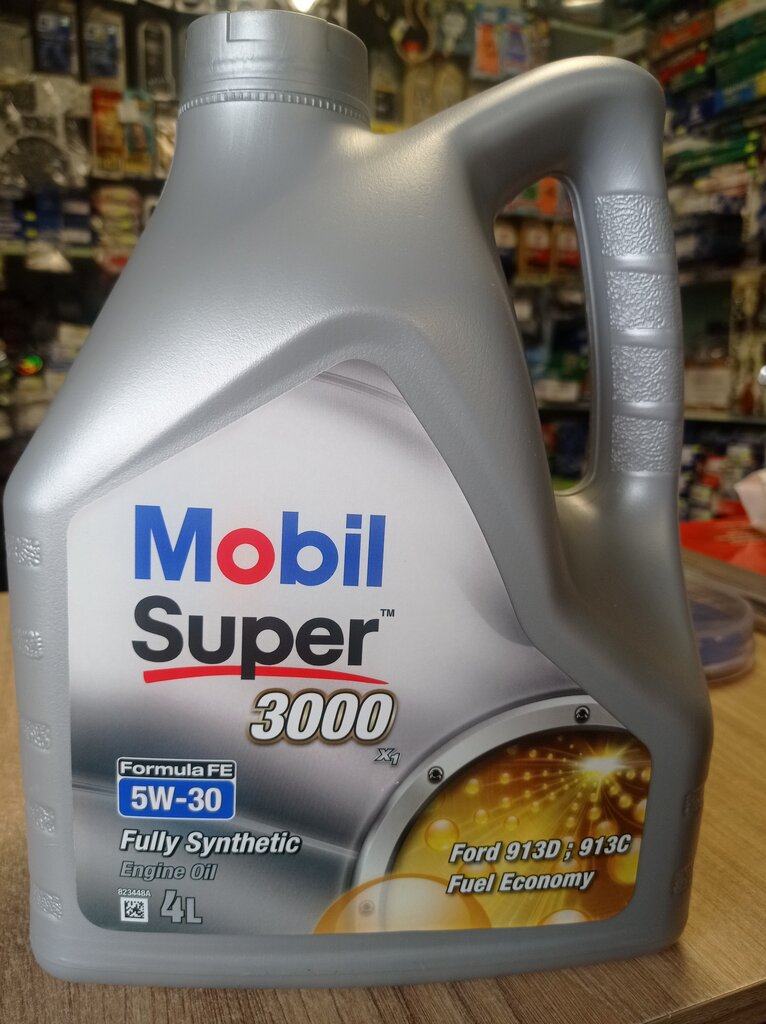 Mobil
Super™
3000
X1
Formula FE
5W-30
Fully Synthetic
Engine Oil
823448A
4L
Ford 913D ; 913C
Fuel Economy